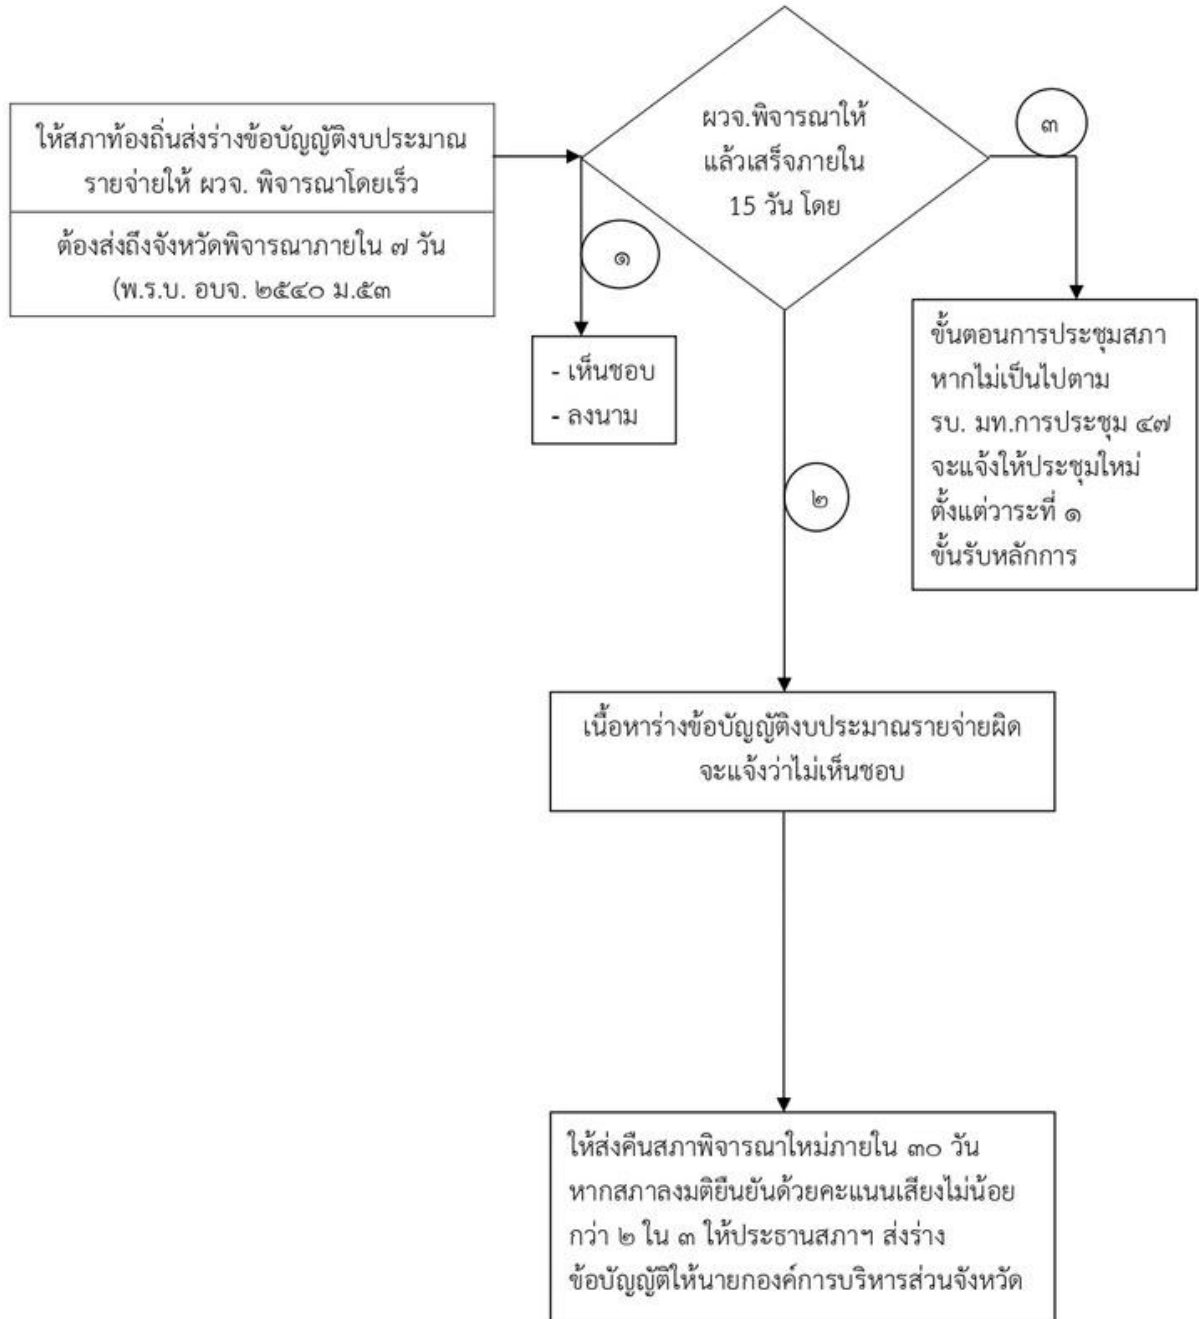 ให้สภาท้องถิ่นส่งร่างข้อบัญญัติงบประมาณ
รายจ่ายให้ ผวจ. พิจารณาโดยเร็ว
ต้องส่งถึงจังหวัดพิจารณาภายใน ๗ วัน
(พ.ร.บ. อบจ. ๒๕๔๐ ม.๕๓
ผวจ.พิจารณาให้
แล้วเสร็จภายใน
15 วัน โดย
๑
- เห็นชอบ
- ลงนาม
๓
ขั้นตอนการประชุมสภา
หากไม่เป็นไปตาม
รบ. มท.การประชุม ๔๗
จะแจ้งให้ประชุมใหม่
ตั้งแต่วาระที่ ๑
ขั้นรับหลักการ
๒
เนื้อหาร่างข้อบัญญัติงบประมาณรายจ่ายผิด
จะแจ้งว่าไม่เห็นชอบ
ให้ส่งคืนสภาพิจารณาใหม่ภายใน ๓๐ วัน
หากสภาลงมติยืนยันด้วยคะแนนเสียงไม่น้อย
กว่า ๒ ใน ๓ ให้ประธานสภาฯ ส่งร่าง
ข้อบัญญัติให้นายกองค์การบริหารส่วนจังหวัด